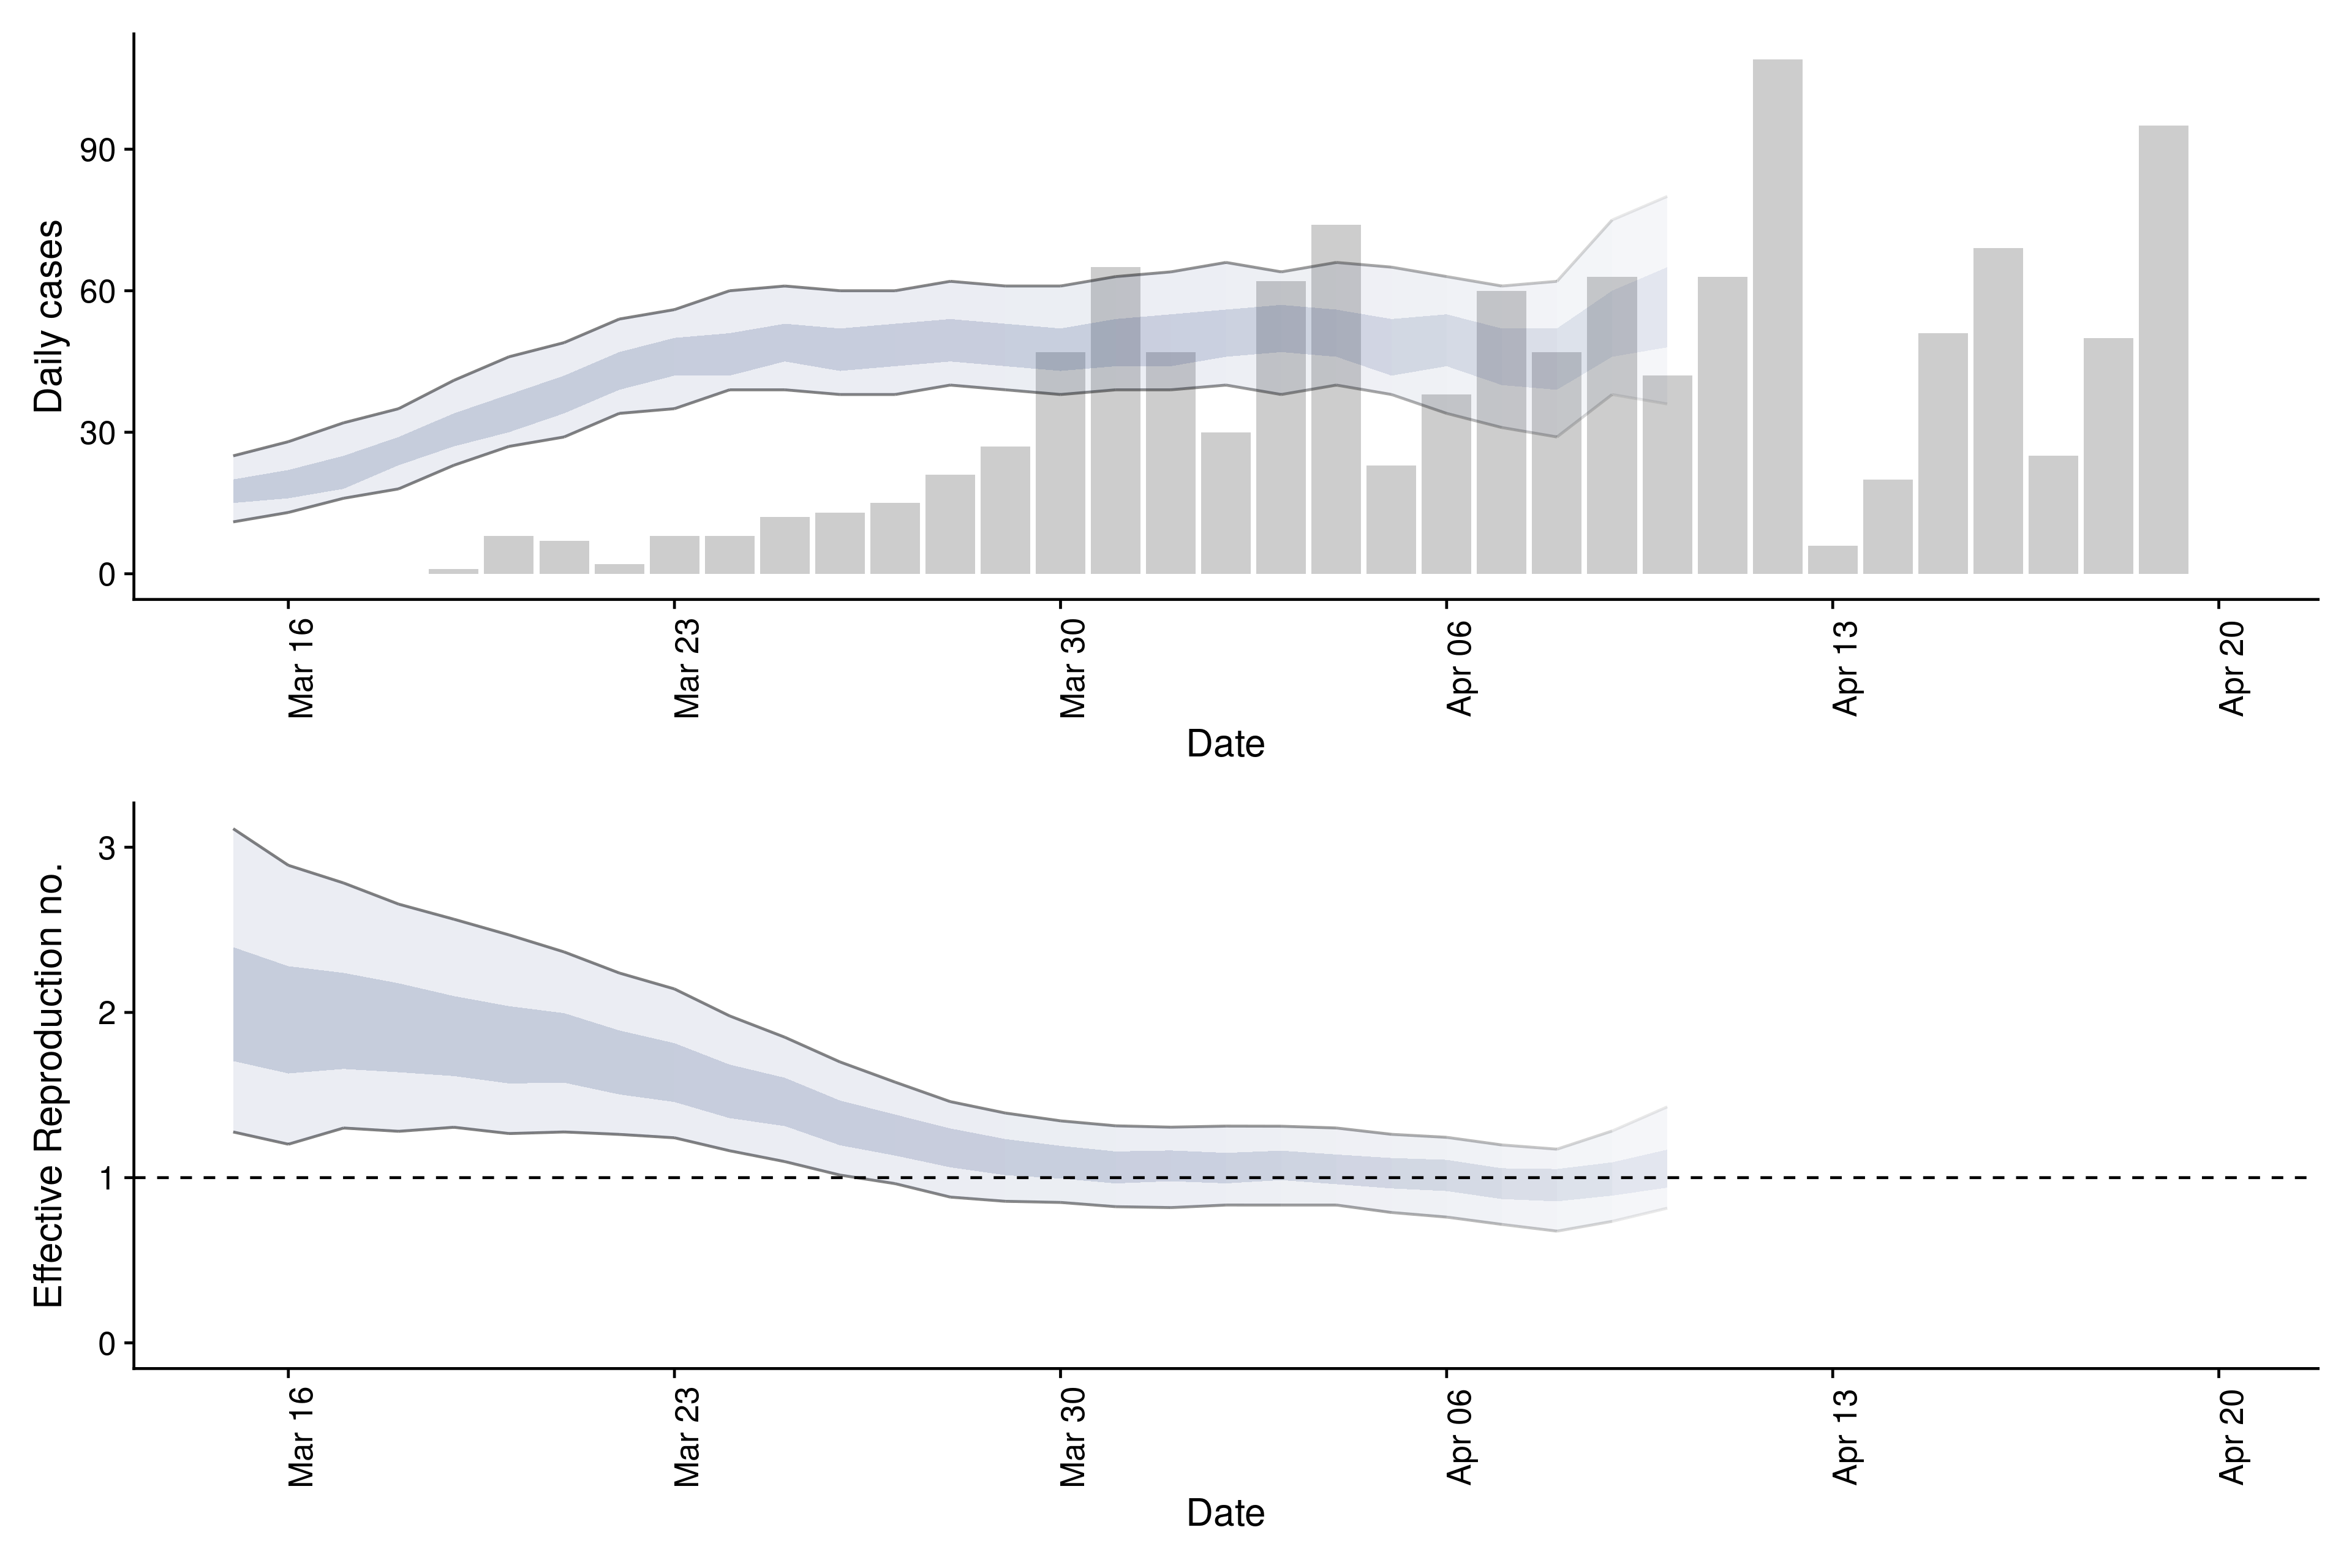 Daily cases
90
60
30
0
Mar 16
Mar 23
Mar 30
Apr 06
Apr 13
Apr 20
Date
Effective Reproduction no.
3
2
1
0
Mar 16
Mar 23
Mar 30
Apr 06
Apr 13
Apr 20
Date